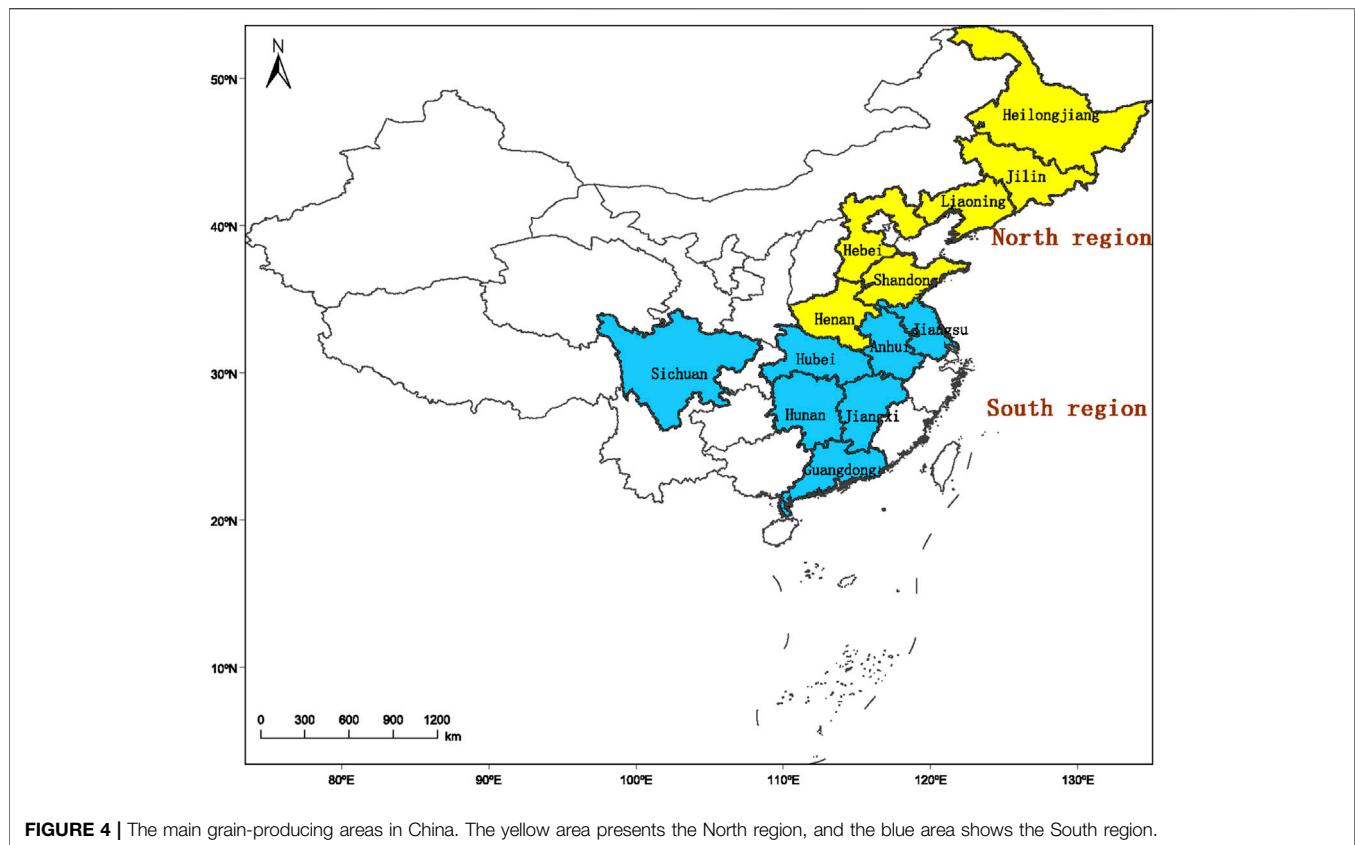 N
50°N
40°N
30°N
20°N
10°N
Heilongjiang
Jilin
Liaoning
North region
Hebei
Shandong
Henan
Jiangsu
Anhui
Hubei
Sichuan
South region
Hunan
Jiangxi
Guangdong
0 300 600 900 1200
km
80°E 90°E 100°E 110°E 120°E 130°E
FIGURE 4 | The main grain-producing areas in China. The yellow area presents the North region, and the blue area shows the South region.